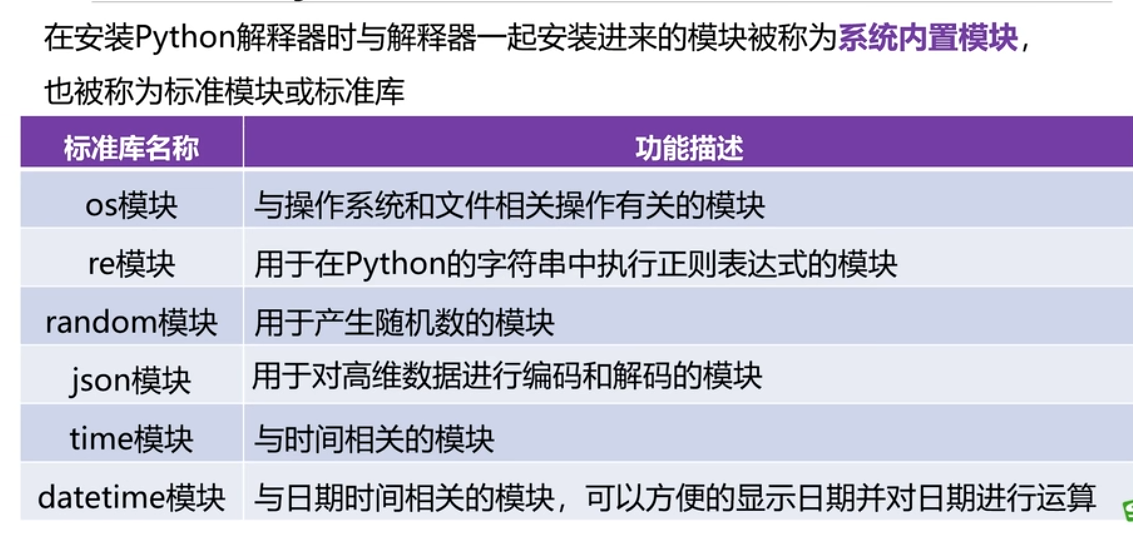 在安装Python解释器时与解释器一起安装进来的模块被称为系统内置模块，
也被称为标准模块或标准库
标准库名称 功能描述
os模块 与操作系统和文件相关操作有关的模块
re模块 用于在Python的字符串中执行正则表达式的模块
random模块 用于产生随机数的模块
json模块 用于对高维数据进行编码和解码的模块
time模块 与时间相关的模块
datetime模块 与日期时间相关的模块，可以方便的显示日期并对日期进行运算